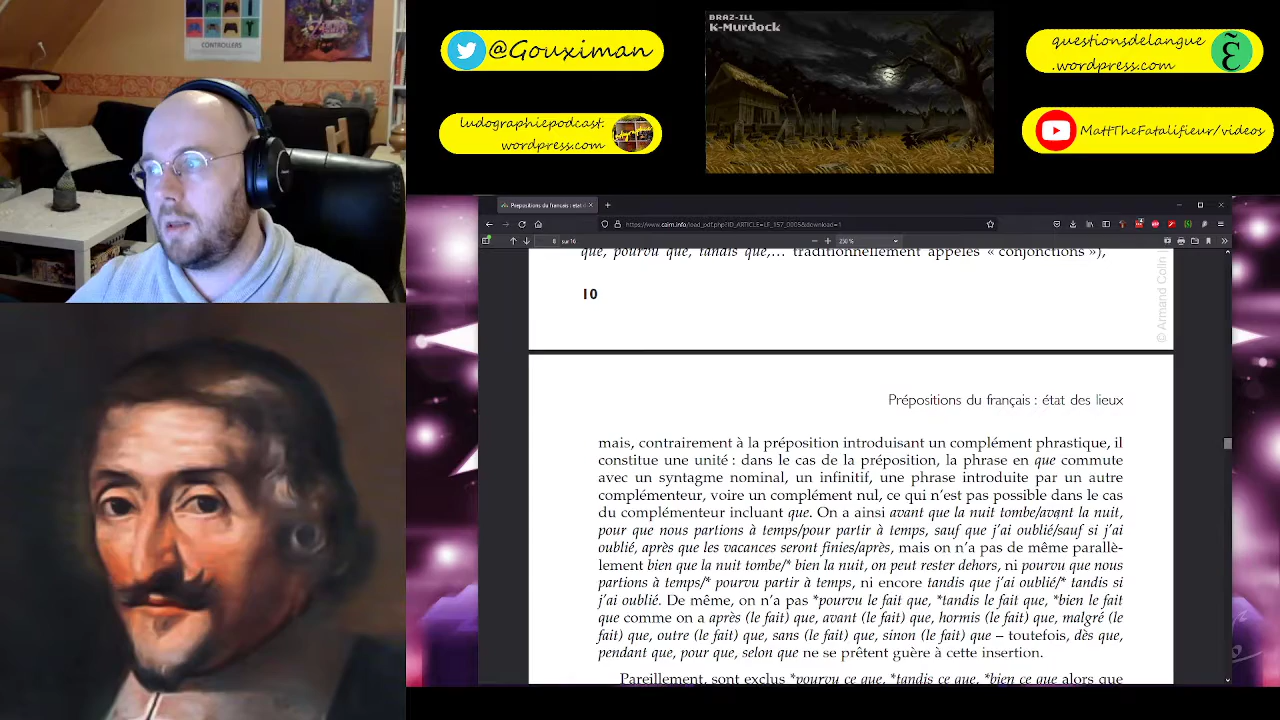 CONTROLLERS
@Gouximan
ludographiepodcast.
wordpress.com
BRAZ-ILL
K-Murdock
questionsdelangue
.wordpress.com
MattTheFatalifieur/videos
Prépositions du français : état d
8 sur 16
250 %
que, pourvu que, tandis que,… traditionnellement appelés « conjonctions »),
10
© Armand Colin
Prépositions du français : état des lieux
mais, contrairement à la préposition introduisant un complément phrastique, il
constitue une unité : dans le cas de la préposition, la phrase en que commute
avec un syntagme nominal, un infinitif, une phrase introduite par un autre
complémenteur, voire un complément nul, ce qui n'est pas possible dans le cas
du complémenteur incluant que. On a ainsi avant que la nuit tombe/avant la nuit,
pour que nous partions à temps/pour partir à temps, sauf que j'ai oublié/sauf si j'ai
oublié, après que les vacances seront finies/après, mais on n'a pas de même parallè-
lement bien que la nuit tombe/* bien la nuit, on peut rester dehors, ni pourvu que nous
partions à temps/* pourvu partir à temps, ni encore tandis que j'ai oublié/* tandis si
j'ai oublié. De même, on n'a pas *pourvu le fait que, *tandis le fait que, *bien le fait
que comme on a après (le fait) que, avant (le fait) que, hormis (le fait) que, malgré (le
fait) que, outre (le fait) que, sans (le fait) que, sinon (le fait) que – toutefois, dès que,
pendant que, pour que, selon que ne se prêtent guère à cette insertion.
Pareillement, sont exclus *pourvu ce que, *tandis ce que, *bien ce que alors que